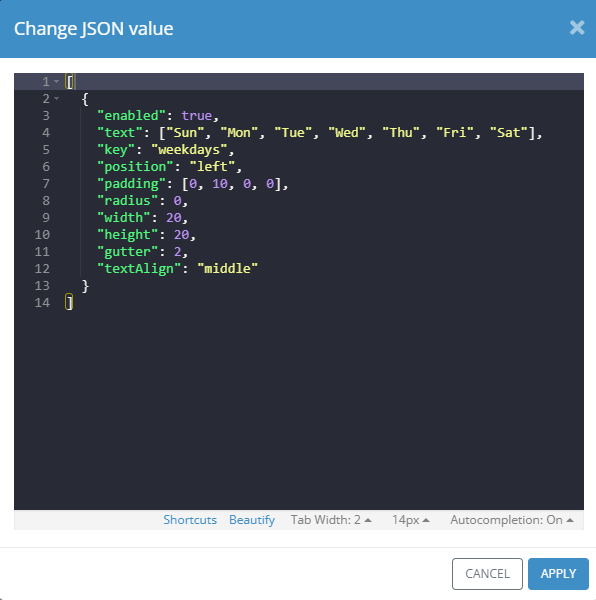 Change JSON value
1 [
2   {
3     "enabled": true,
4     "text": ["Sun", "Mon", "Tue", "Wed", "Thu", "Fri", "Sat"],
5     "key": "weekdays",
6     "position": "left",
7     "padding": [0, 10, 0, 0],
8     "radius": 0,
9     "width": 20,
10     "height": 20,
11     "gutter": 2,
12     "textAlign": "middle"
13   }
14 ]
Shortcuts Beautify Tab Width: 2 14px Autocompletion: On
CANCEL APPLY